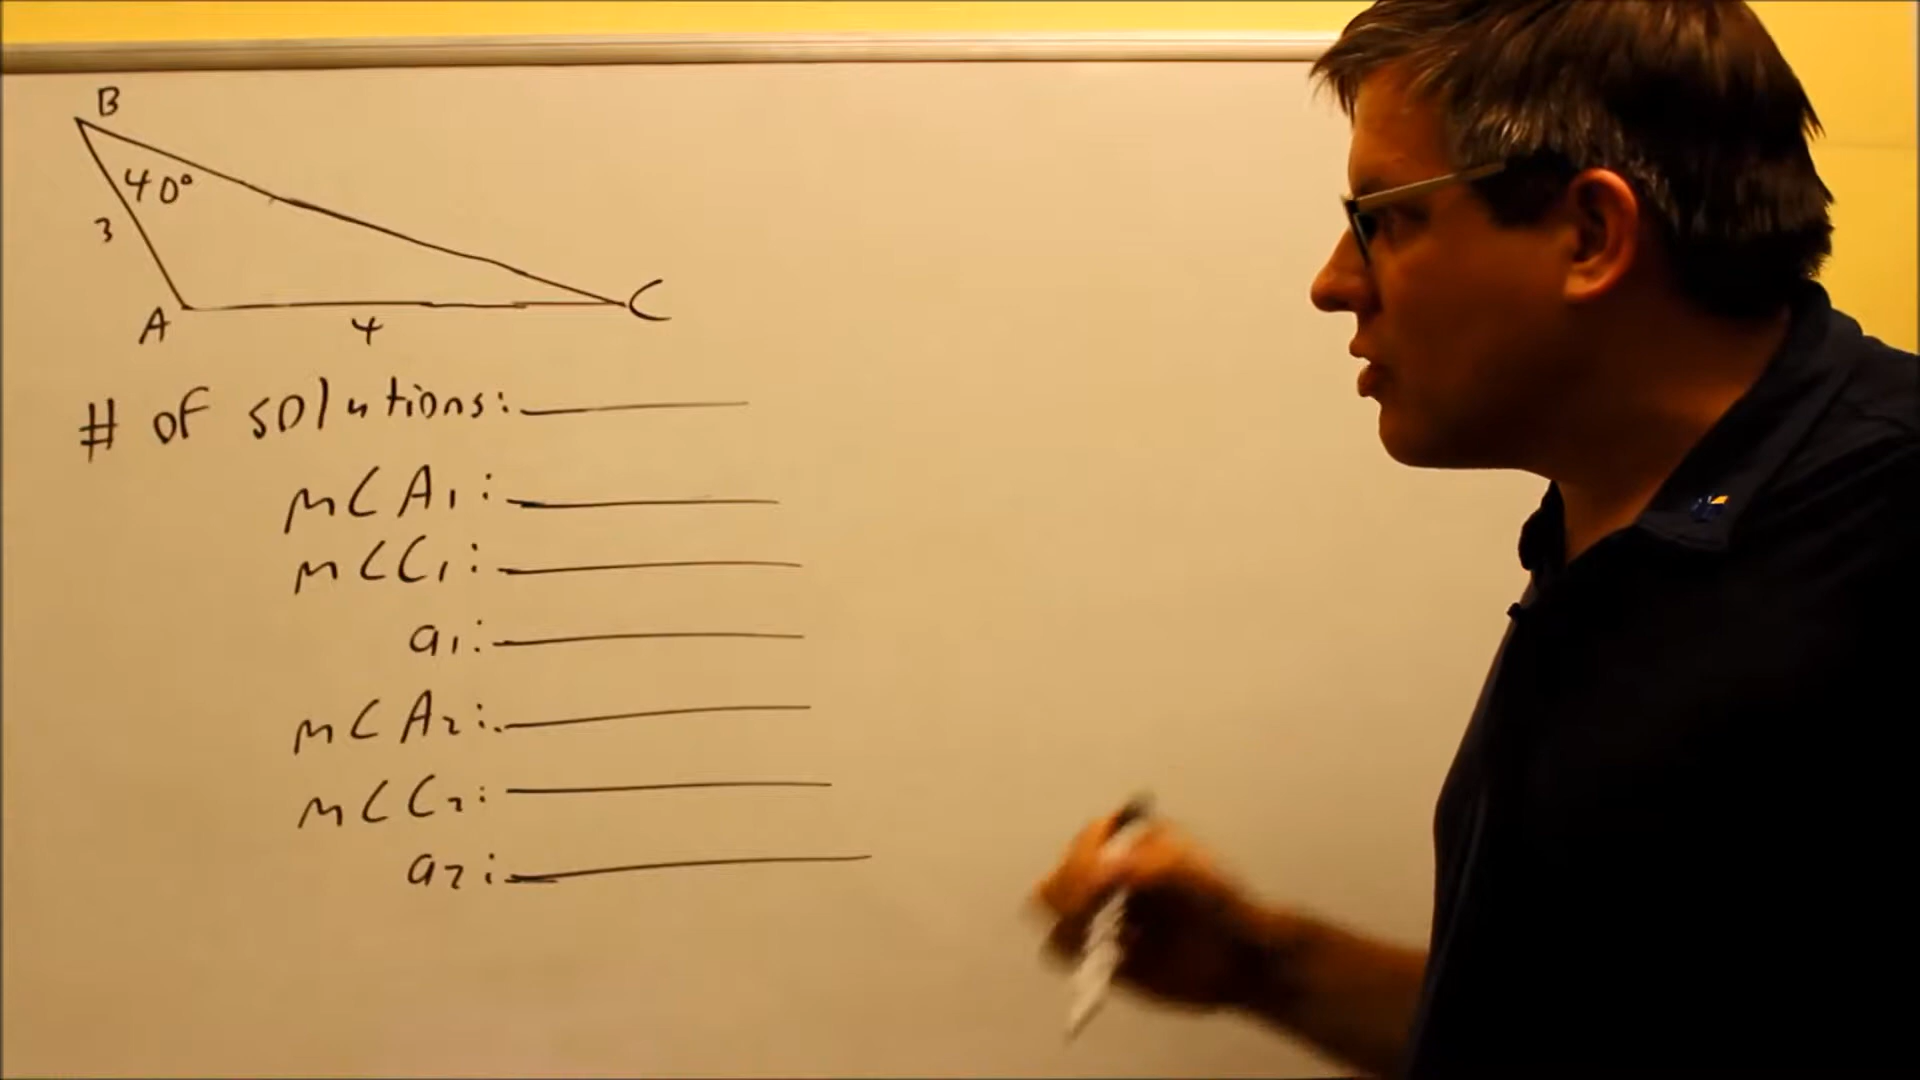 B
40°
3
A
4
C
# of solutions:
m∠A₁:
m∠C₁:
a₁:
m∠A₂:
m∠C₂:
a₂: